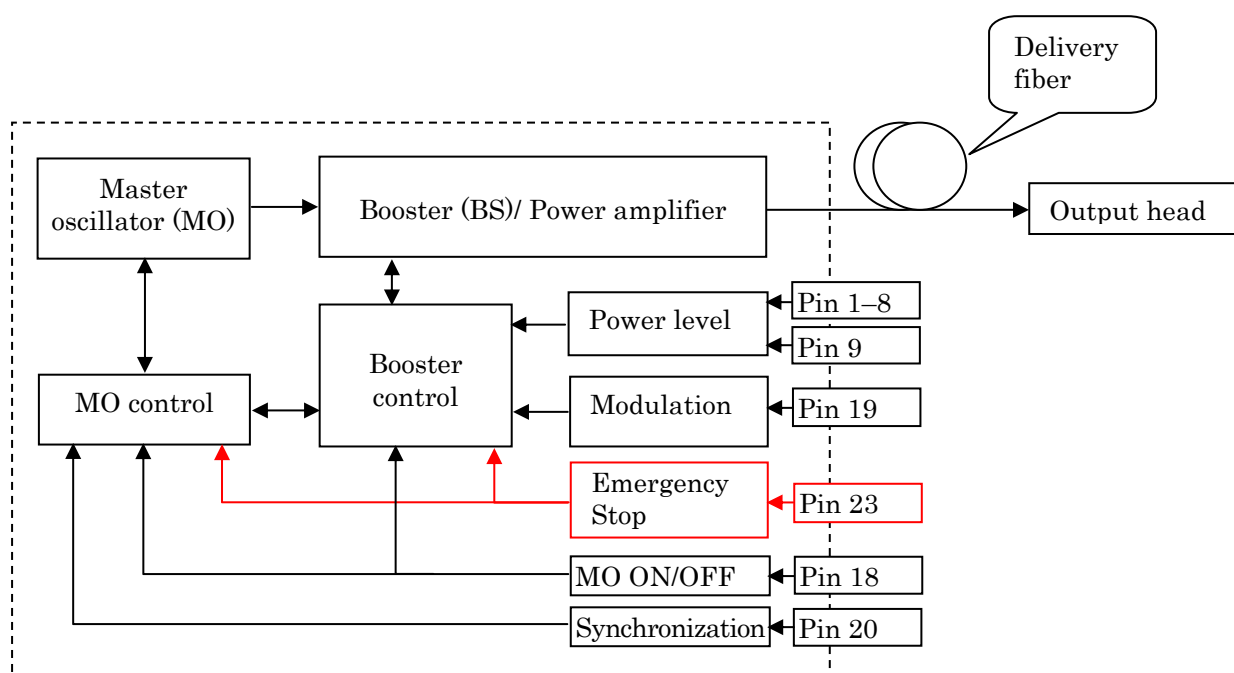 Delivery
fiber
Master
oscillator (MO)
Booster (BS)/ Power amplifier
Output head
Power level
Pin 1–8
Pin 9
Booster
control
MO control
Modulation
Pin 19
Emergency
Stop
Pin 23
MO ON/OFF
Pin 18
Synchronization
Pin 20